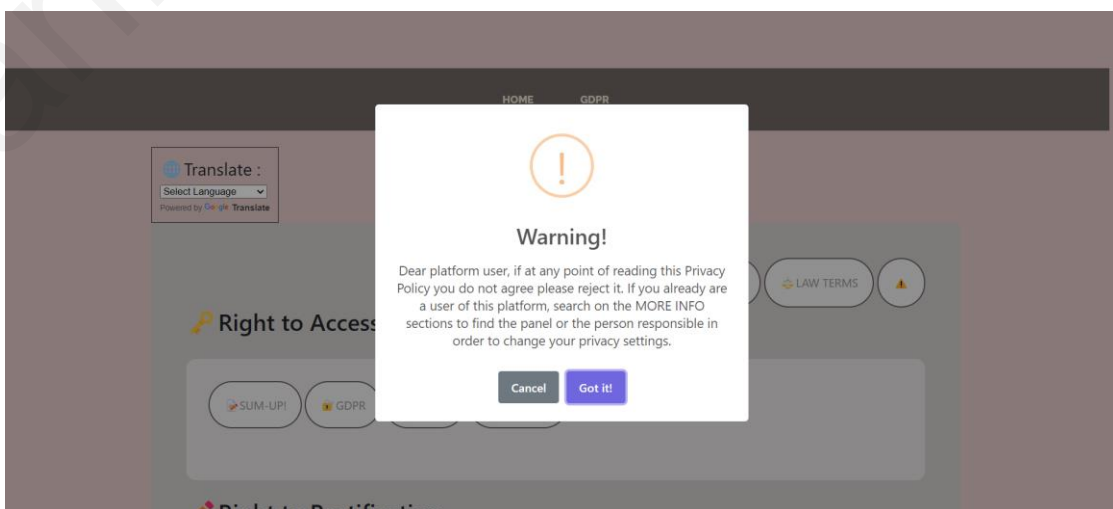 HOME GDPR
Translate :
Select Language
Powered by Google Translate
!
Warning!
Dear platform user, if at any point of reading this Privacy
Policy you do not agree please reject it. If you already are
a user of this platform, search on the MORE INFO
sections to find the panel or the person responsible in
order to change your privacy settings.
Cancel Got it!
LAW TERMS
Right to Access
SUM-UP! GDPR